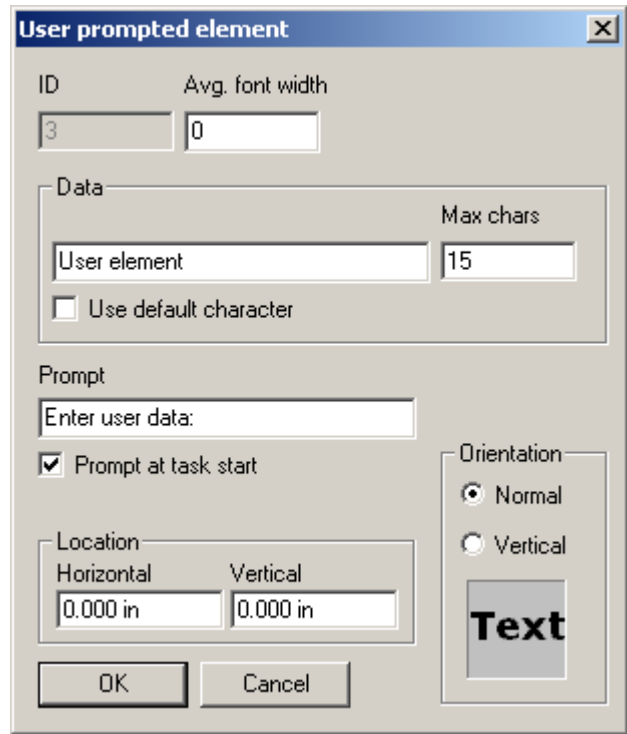 User prompted element
ID Avg. font width
3 0
Data
Max chars
User element 15
Use default character
Prompt
Enter user data:
Prompt at task start
Orientation
Normal
Vertical
Text
Location
Horizontal Vertical
0.000 in 0.000 in
OK Cancel